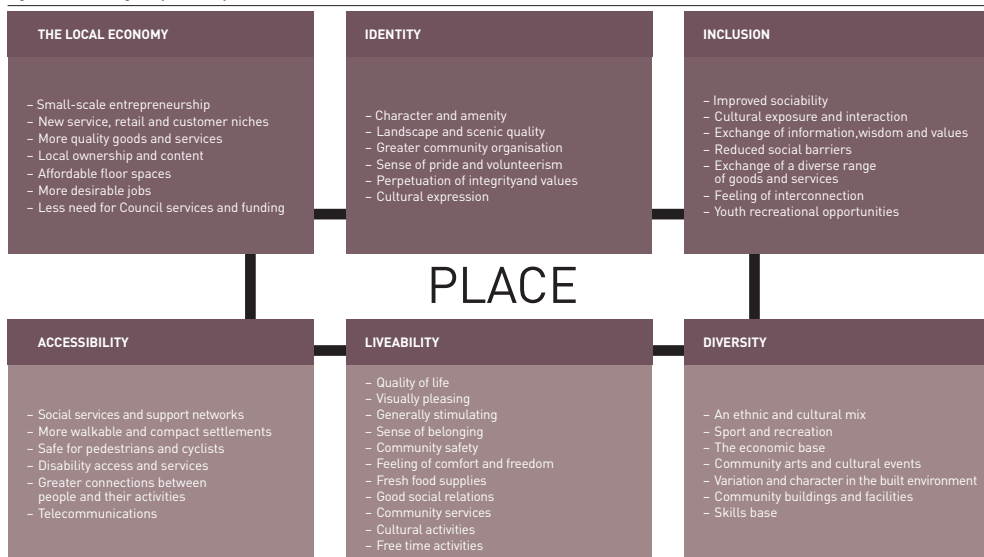 THE LOCAL ECONOMY
– Small-scale entrepreneurship
– New service, retail and customer niches
– More quality goods and services
– Local ownership and content
– Affordable floor spaces
– More desirable jobs
– Less need for Council services and funding
IDENTITY
– Character and amenity
– Landscape and scenic quality
– Greater community organisation
– Sense of pride and volunteerism
– Perpetuation of integrityand values
– Cultural expression
INCLUSION
– Improved sociability
– Cultural exposure and interaction
– Exchange of information,wisdom and values
– Reduced social barriers
– Exchange of a diverse range
of goods and services
– Feeling of interconnection
– Youth recreational opportunities
PLACE
ACCESSIBILITY
– Social services and support networks
– More walkable and compact settlements
– Safe for pedestrians and cyclists
– Disability access and services
– Greater connections between
people and their activities
– Telecommunications
LIVEABILITY
– Quality of life
– Visually pleasing
– Generally stimulating
– Sense of belonging
– Community safety
– Feeling of comfort and freedom
– Fresh food supplies
– Good social relations
– Community services
– Cultural activities
– Free time activities
DIVERSITY
– An ethnic and cultural mix
– Sport and recreation
– The economic base
– Community arts and cultural events
– Variation and character in the built environment
– Community buildings and facilities
– Skills base